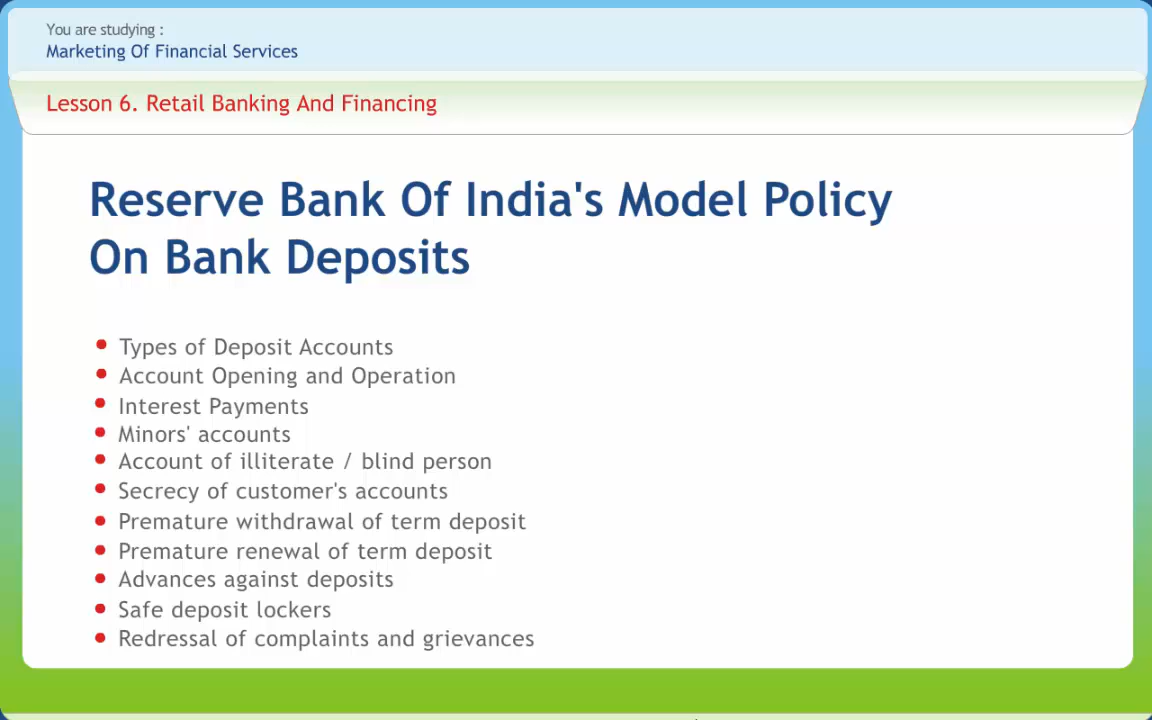 You are studying :
Marketing Of Financial Services
Lesson 6. Retail Banking And Financing
Reserve Bank Of India's Model Policy
On Bank Deposits
• Types of Deposit Accounts
• Account Opening and Operation
• Interest Payments
• Minors' accounts
• Account of illiterate / blind person
• Secrecy of customer's accounts
• Premature withdrawal of term deposit
• Premature renewal of term deposit
• Advances against deposits
• Safe deposit lockers
• Redressal of complaints and grievances